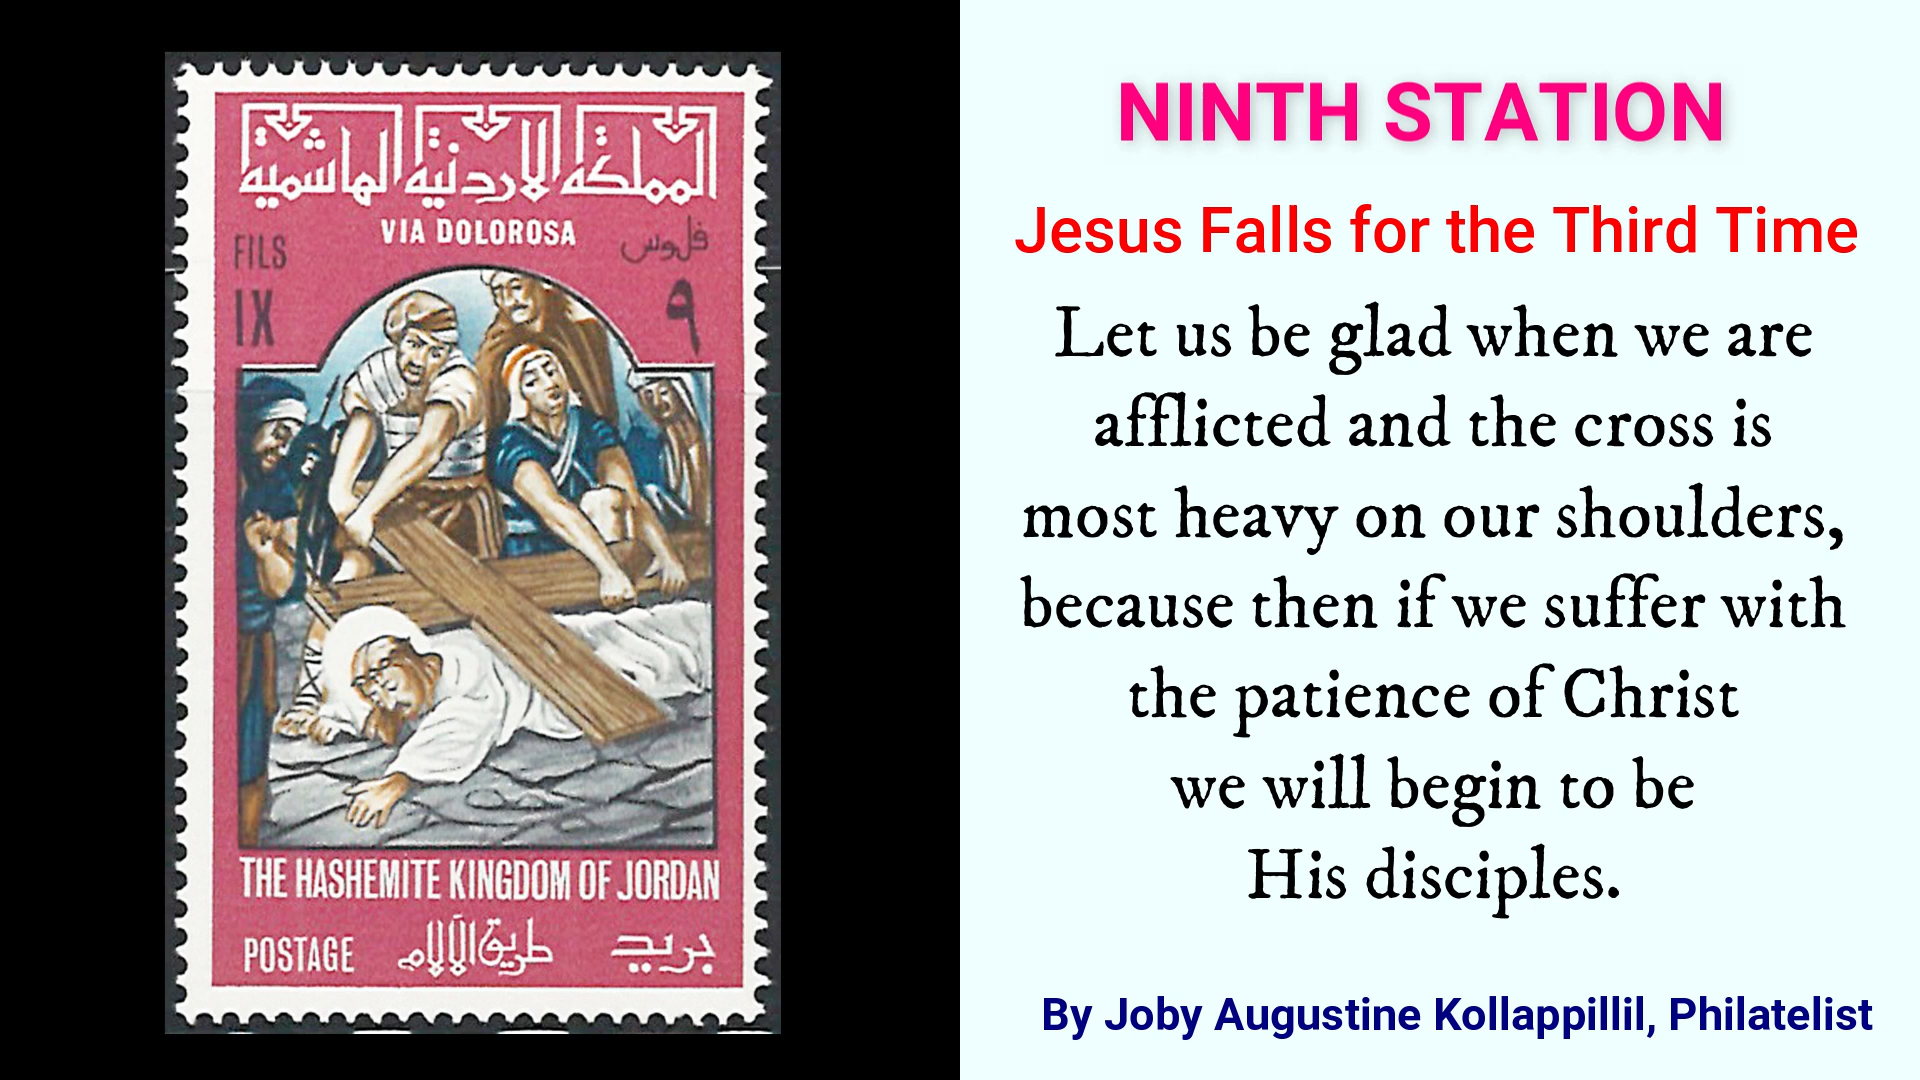 المملكة الاردنية الهاشمية
VIA DOLOROSA
FILS
فلوس
IX
٩
THE HASHEMITE KINGDOM OF JORDAN
POSTAGE
طريق الآلام
بريد
NINTH STATION
Jesus Falls for the Third Time
Let us be glad when we are
afflicted and the cross is
most heavy on our shoulders,
because then if we suffer with
the patience of Christ
we will begin to be
His disciples.
By Joby Augustine Kollappillil, Philatelist